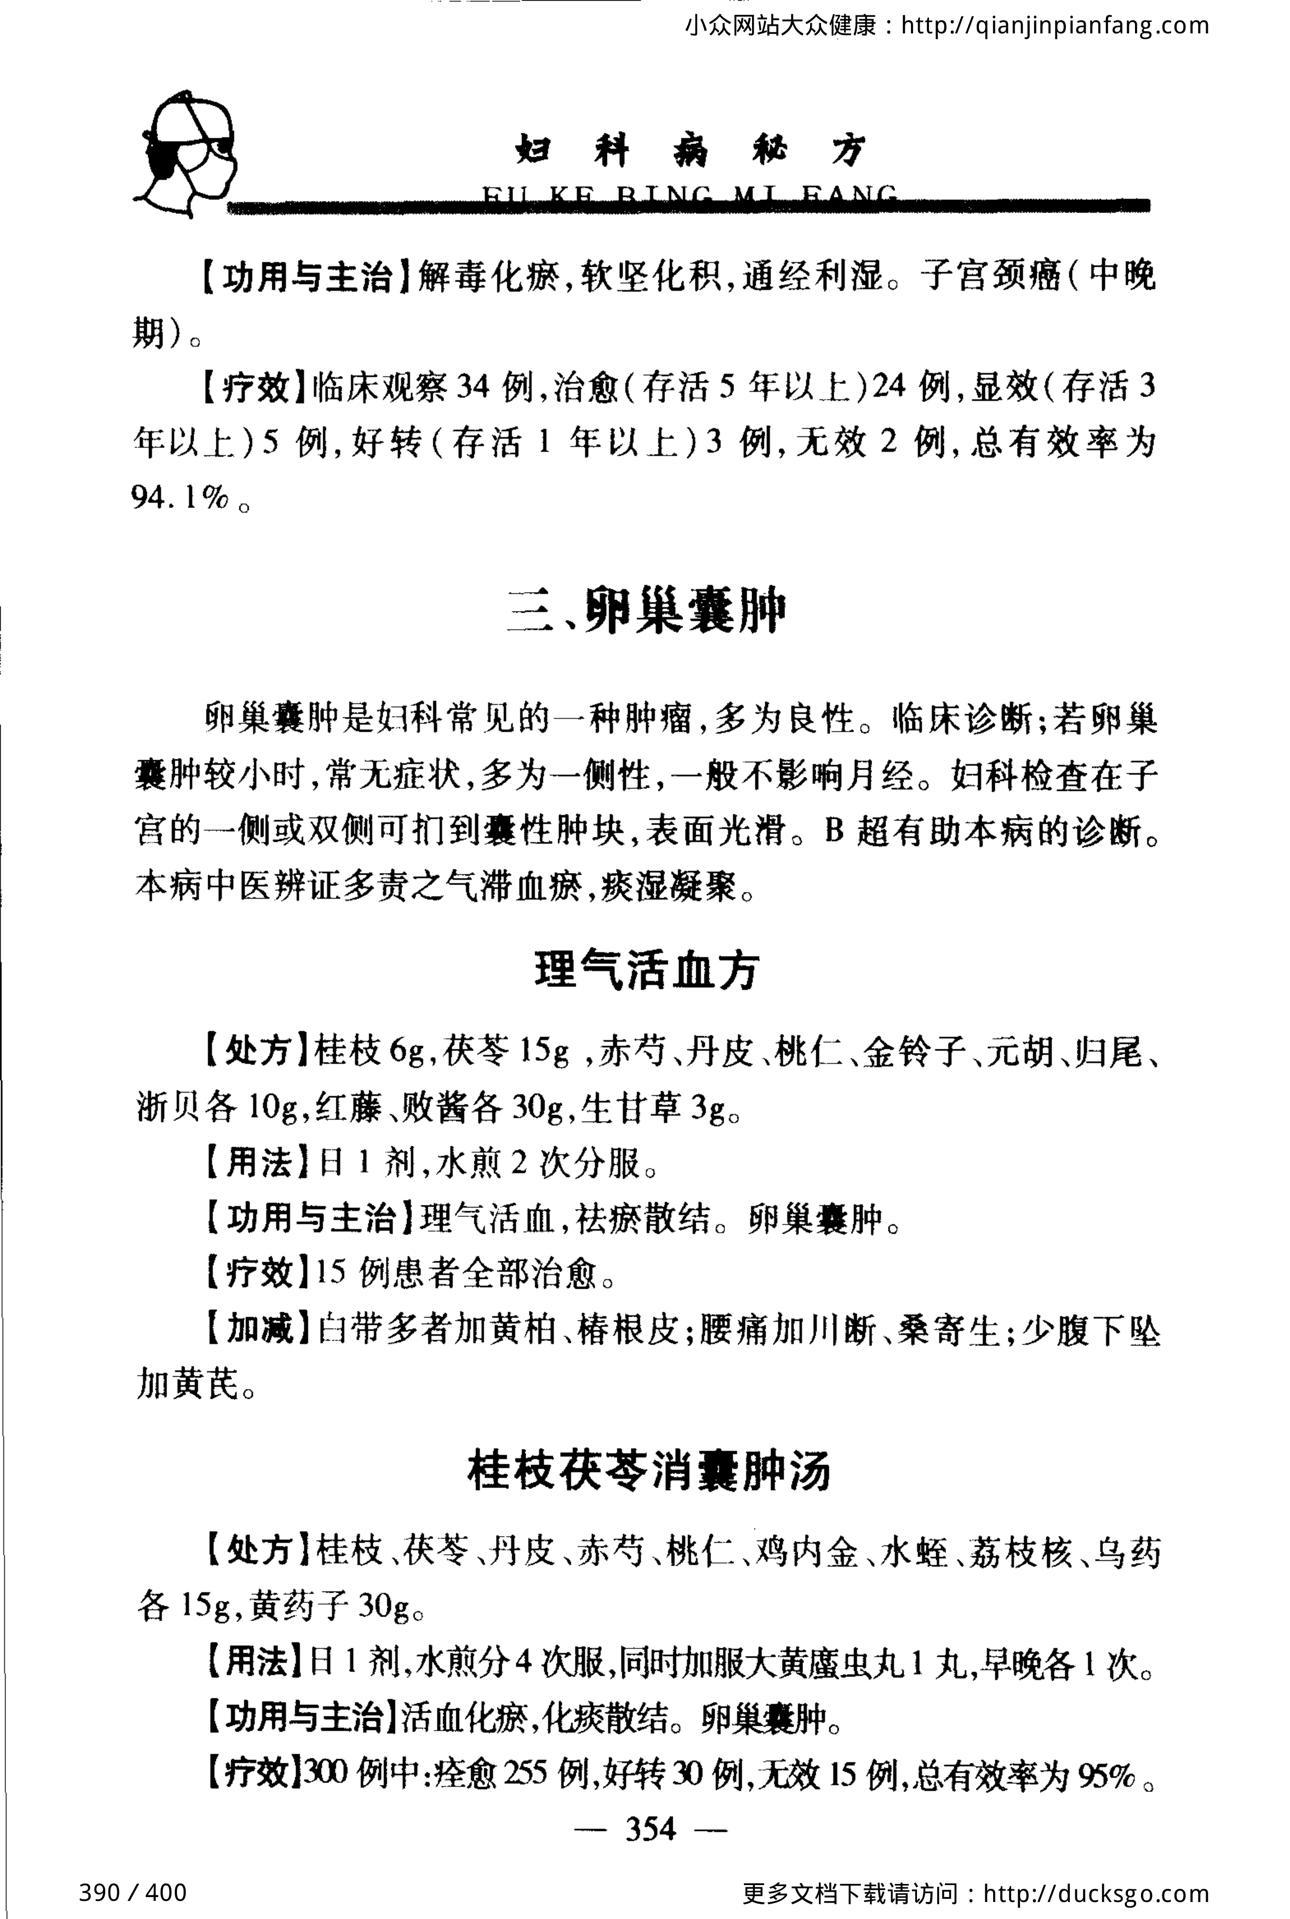 小众网站大众健康：http://qianjinpianfang.com
妇科病秘方
FU KE BING MI FANG
【功用与主治】解毒化瘀,软坚化积,通经利湿。子宫颈癌(中晚
期)。
【疗效】临床观察34例,治愈(存活5年以上)24例,显效(存活3
年以上)5例,好转(存活1年以上)3例,无效2例,总有效率为
94.1%。
三、卵巢囊肿
卵巢囊肿是妇科常见的一种肿瘤,多为良性。临床诊断;若卵巢
囊肿较小时,常无症状,多为一侧性,一般不影响月经。妇科检查在子
宫的一侧或双侧可扪到囊性肿块,表面光滑。B超有助本病的诊断。
本病中医辨证多责之气滞血瘀,痰湿凝聚。
理气活血方
【处方】桂枝6g,茯苓15g,赤芍、丹皮、桃仁、金铃子、元胡、归尾、
浙贝各10g,红藤、败酱各30g,生甘草3g。
【用法】日1剂,水煎2次分服。
【功用与主治】理气活血,祛瘀散结。卵巢囊肿。
【疗效】15例患者全部治愈。
【加减】白带多者加黄柏、椿根皮;腰痛加川断、桑寄生;少腹下坠
加黄芪。
桂枝茯苓消囊肿汤
【处方】桂枝、茯苓、丹皮、赤芍、桃仁、鸡内金、水蛭、荔枝核、乌药
各15g,黄药子30g。
【用法】日1剂,水煎分4次服,同时加服大黄䗪虫丸1丸,早晚各1次。
【功用与主治】活血化瘀,化痰散结。卵巢囊肿。
【疗效】300例中:痊愈255例,好转30例,无效15例,总有效率为95%。
— 354 —
390 / 400
更多文档下载请访问：http://ducksgo.com